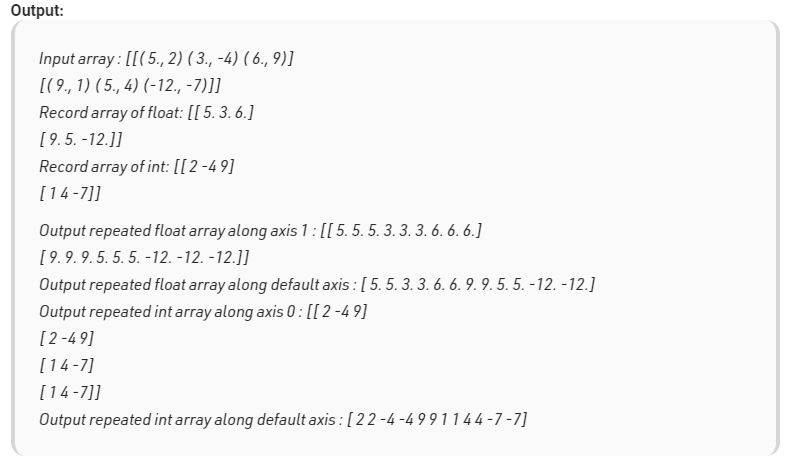 Output:
Input array : [[( 5., 2) ( 3., -4) ( 6., 9)]
[( 9., 1) ( 5., 4) (-12., -7)]]
Record array of float: [[ 5. 3. 6.]
[ 9. 5. -12.]]
Record array of int: [[ 2 -4 9]
[ 1 4 -7]]
Output repeated float array along axis 1 : [[ 5. 5. 5. 3. 3. 3. 6. 6. 6.]
[ 9. 9. 9. 5. 5. 5. -12. -12. -12.]]
Output repeated float array along default axis : [ 5. 5. 3. 3. 6. 6. 9. 9. 5. 5. -12. -12.]
Output repeated int array along axis 0 : [[ 2 -4 9]
[ 2 -4 9]
[ 1 4 -7]
[ 1 4 -7]]
Output repeated int array along default axis : [ 2 2 -4 -4 9 9 1 1 4 4 -7 -7]